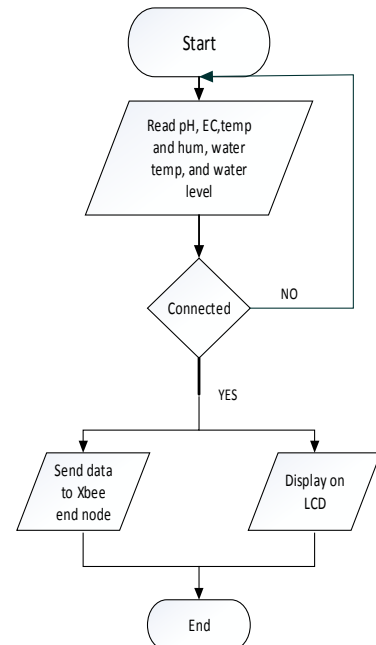 Start
Read pH, EC,temp
and hum, water
temp, and water
level
Connected
NO
YES
Send data
to Xbee
end node
Display on
LCD
End